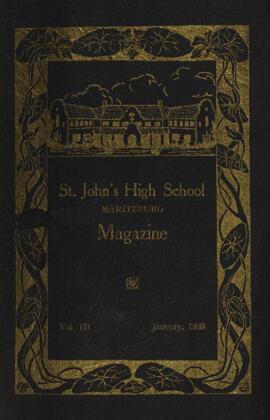 St. John's High School
MARITZBURG
Magazine
Vol. III
January, 1938